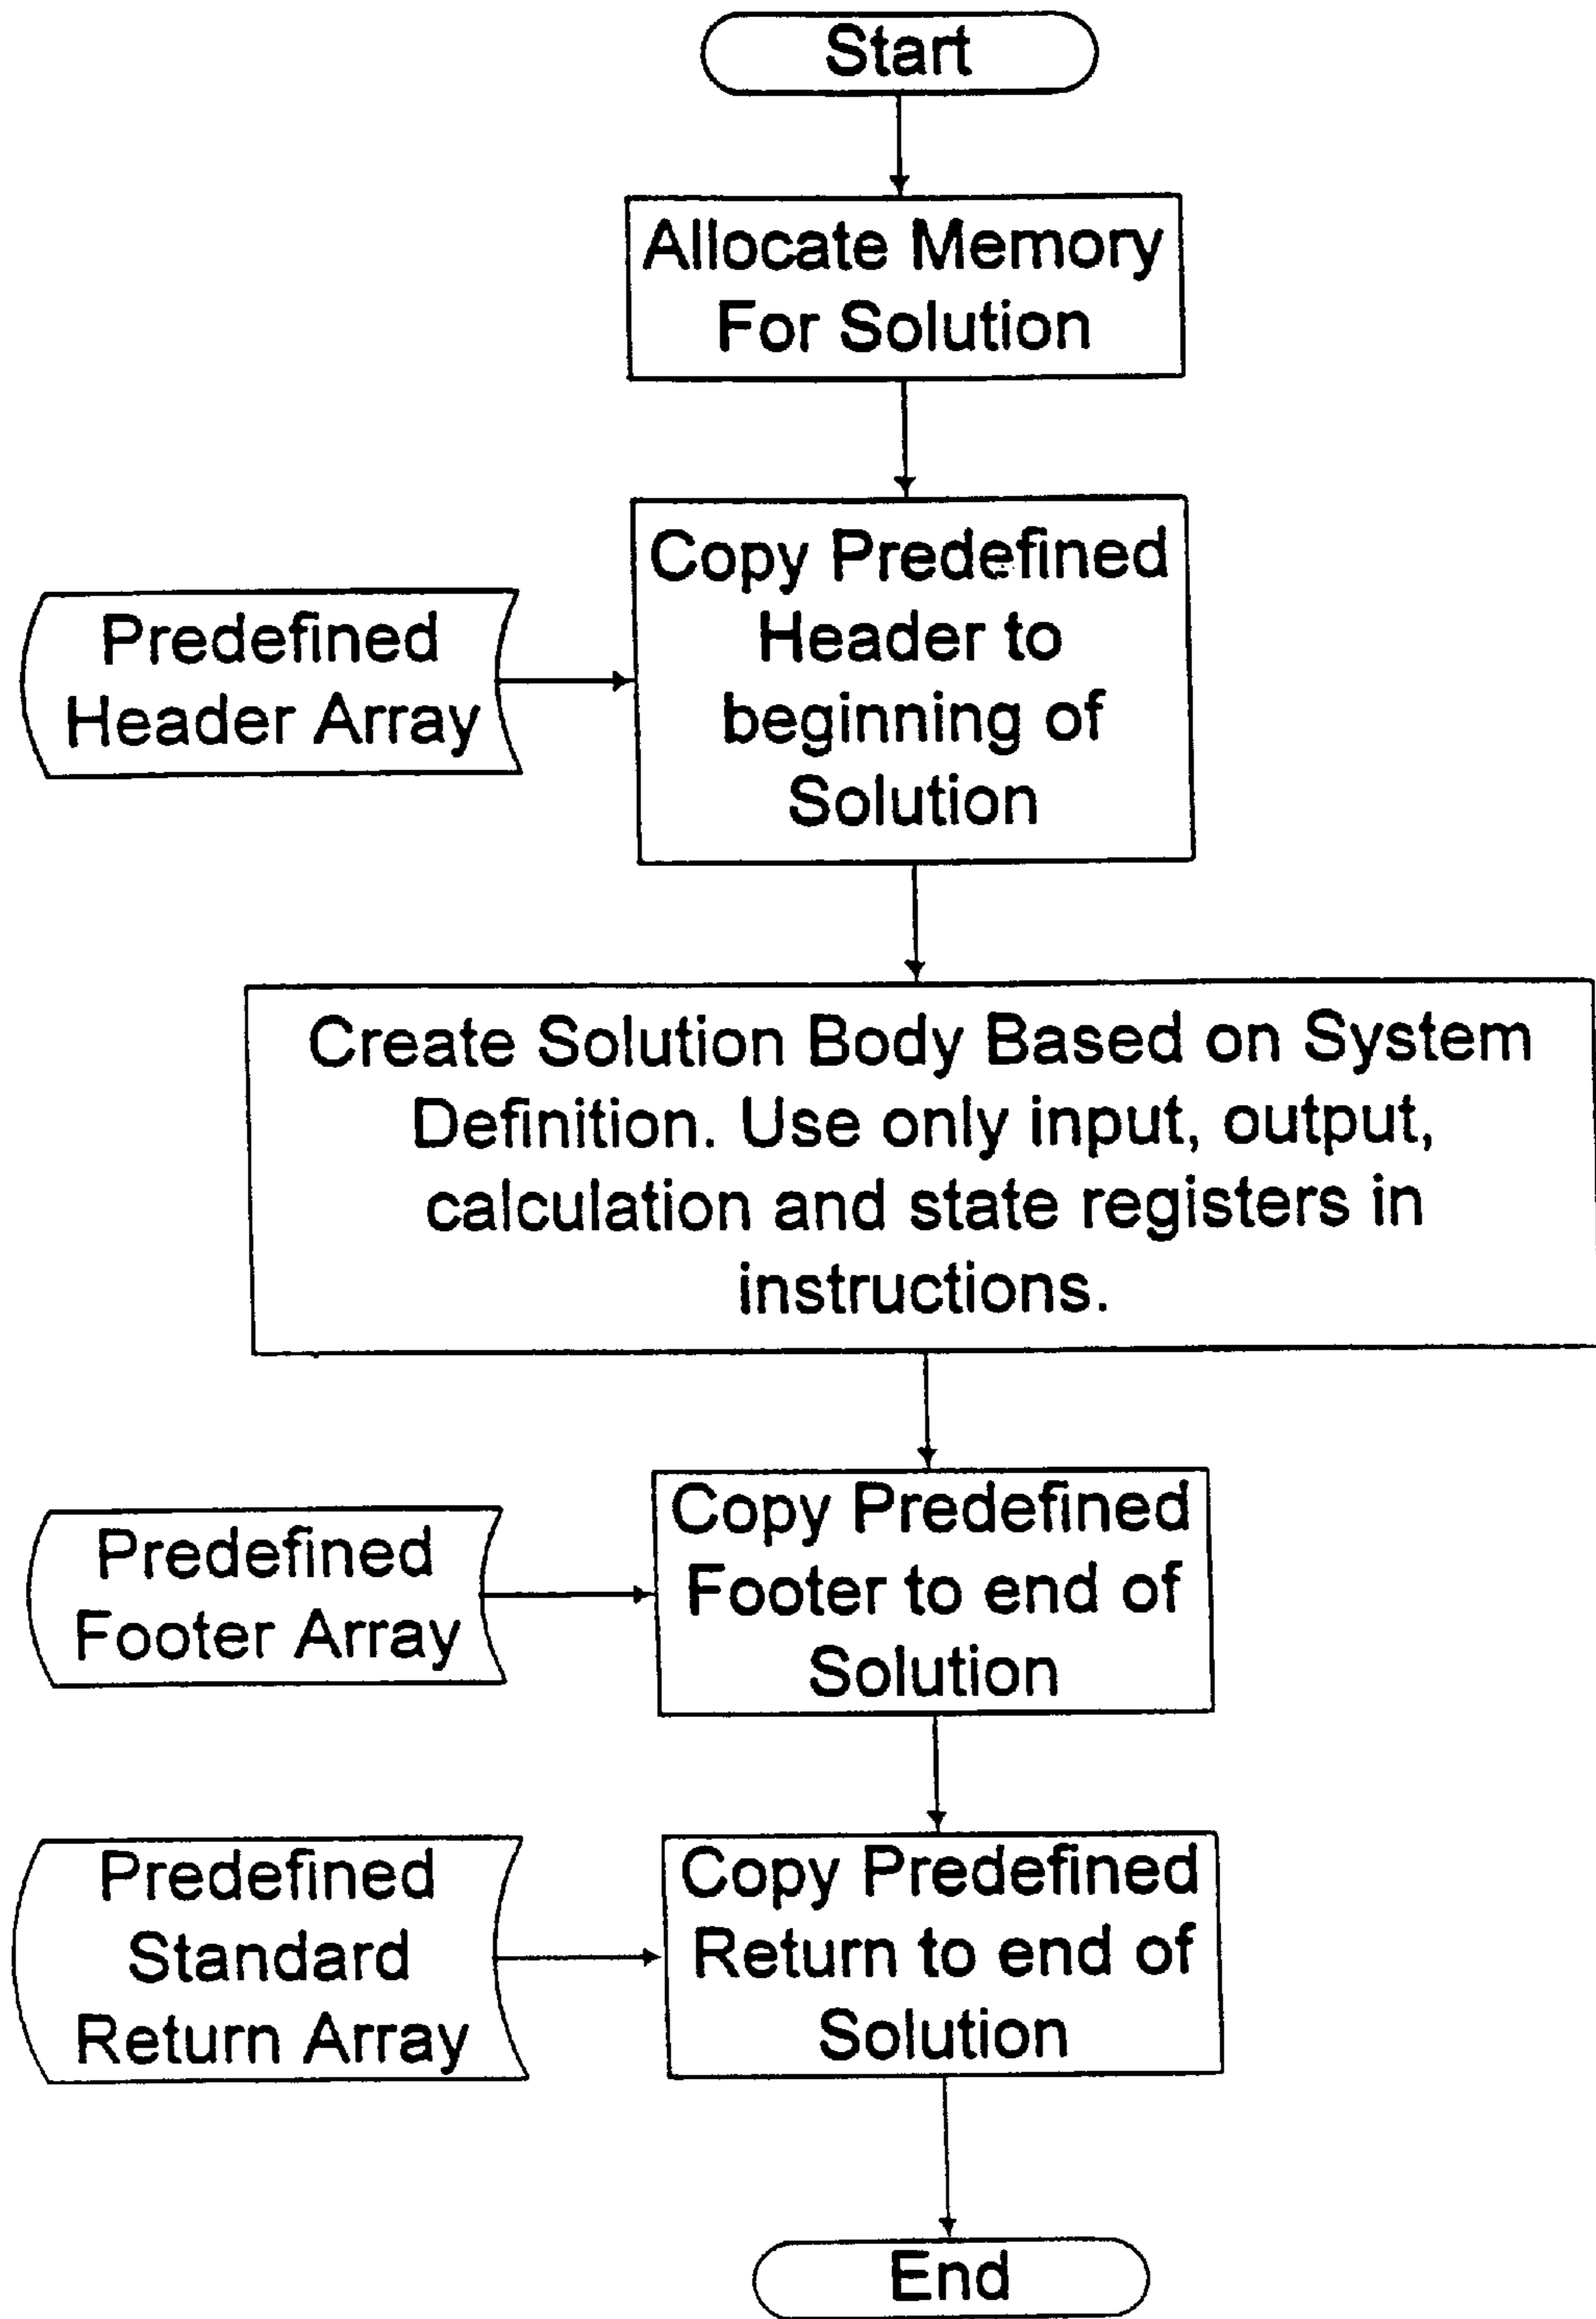 Start
Allocate Memory
For Solution
Copy Predefined
Header to
beginning of
Solution
Predefined
Header Array
Create Solution Body Based on System
Definition. Use only input, output,
calculation and state registers in
instructions.
Copy Predefined
Footer to end of
Solution
Predefined
Footer Array
Copy Predefined
Return to end of
Solution
Predefined
Standard
Return Array
End